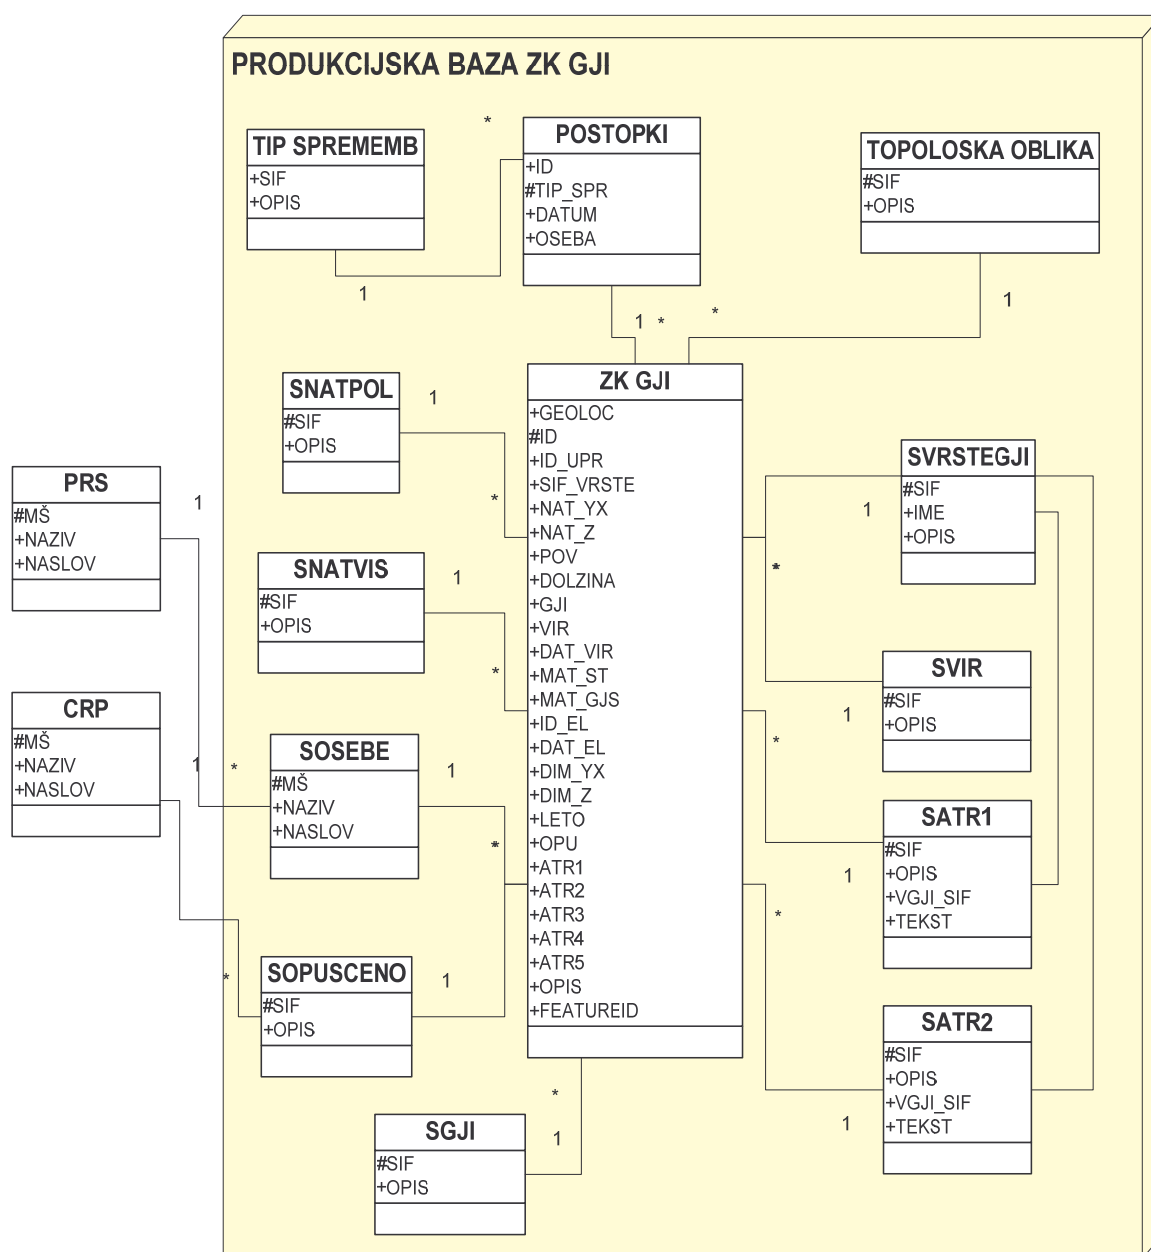 PRODUKCIJSKA BAZA ZK GJI
TIP SPREMEMB
+SIF
+OPIS
*
POSTOPKI
+ID
#TIP_SPR
+DATUM
+OSEBA
TOPOLOSKA OBLIKA
#SIF
+OPIS
1
1
*
*
1
ZK GJI
+GEOLOC
#ID
+ID_UPR
+SIF_VRSTE
+NAT_YX
+NAT_Z
+POV
+DOLZINA
+GJI
+VIR
+DAT_VIR
+MAT_ST
+MAT_GJS
+ID_EL
+DAT_EL
+DIM_YX
+DIM_Z
+LETO
+OPU
+ATR1
+ATR2
+ATR3
+ATR4
+ATR5
+OPIS
+FEATUREID
SNATPOL
#SIF
+OPIS
1
*
PRS
#MŠ
+NAZIV
+NASLOV
1
SNATVIS
#SIF
+OPIS
1
*
CRP
#MŠ
+NAZIV
+NASLOV
1
*
SOSEBE
#MŠ
+NAZIV
+NASLOV
1
*
*
SOPUSCENO
#SIF
+OPIS
*
1
SGJI
#SIF
+OPIS
*
1
SVRSTEGJI
#SIF
+IME
+OPIS
1
*
*
SVIR
#SIF
+OPIS
1
*
SATR1
#SIF
+OPIS
+VGJI_SIF
+TEKST
1
*
SATR2
#SIF
+OPIS
+VGJI_SIF
+TEKST
1